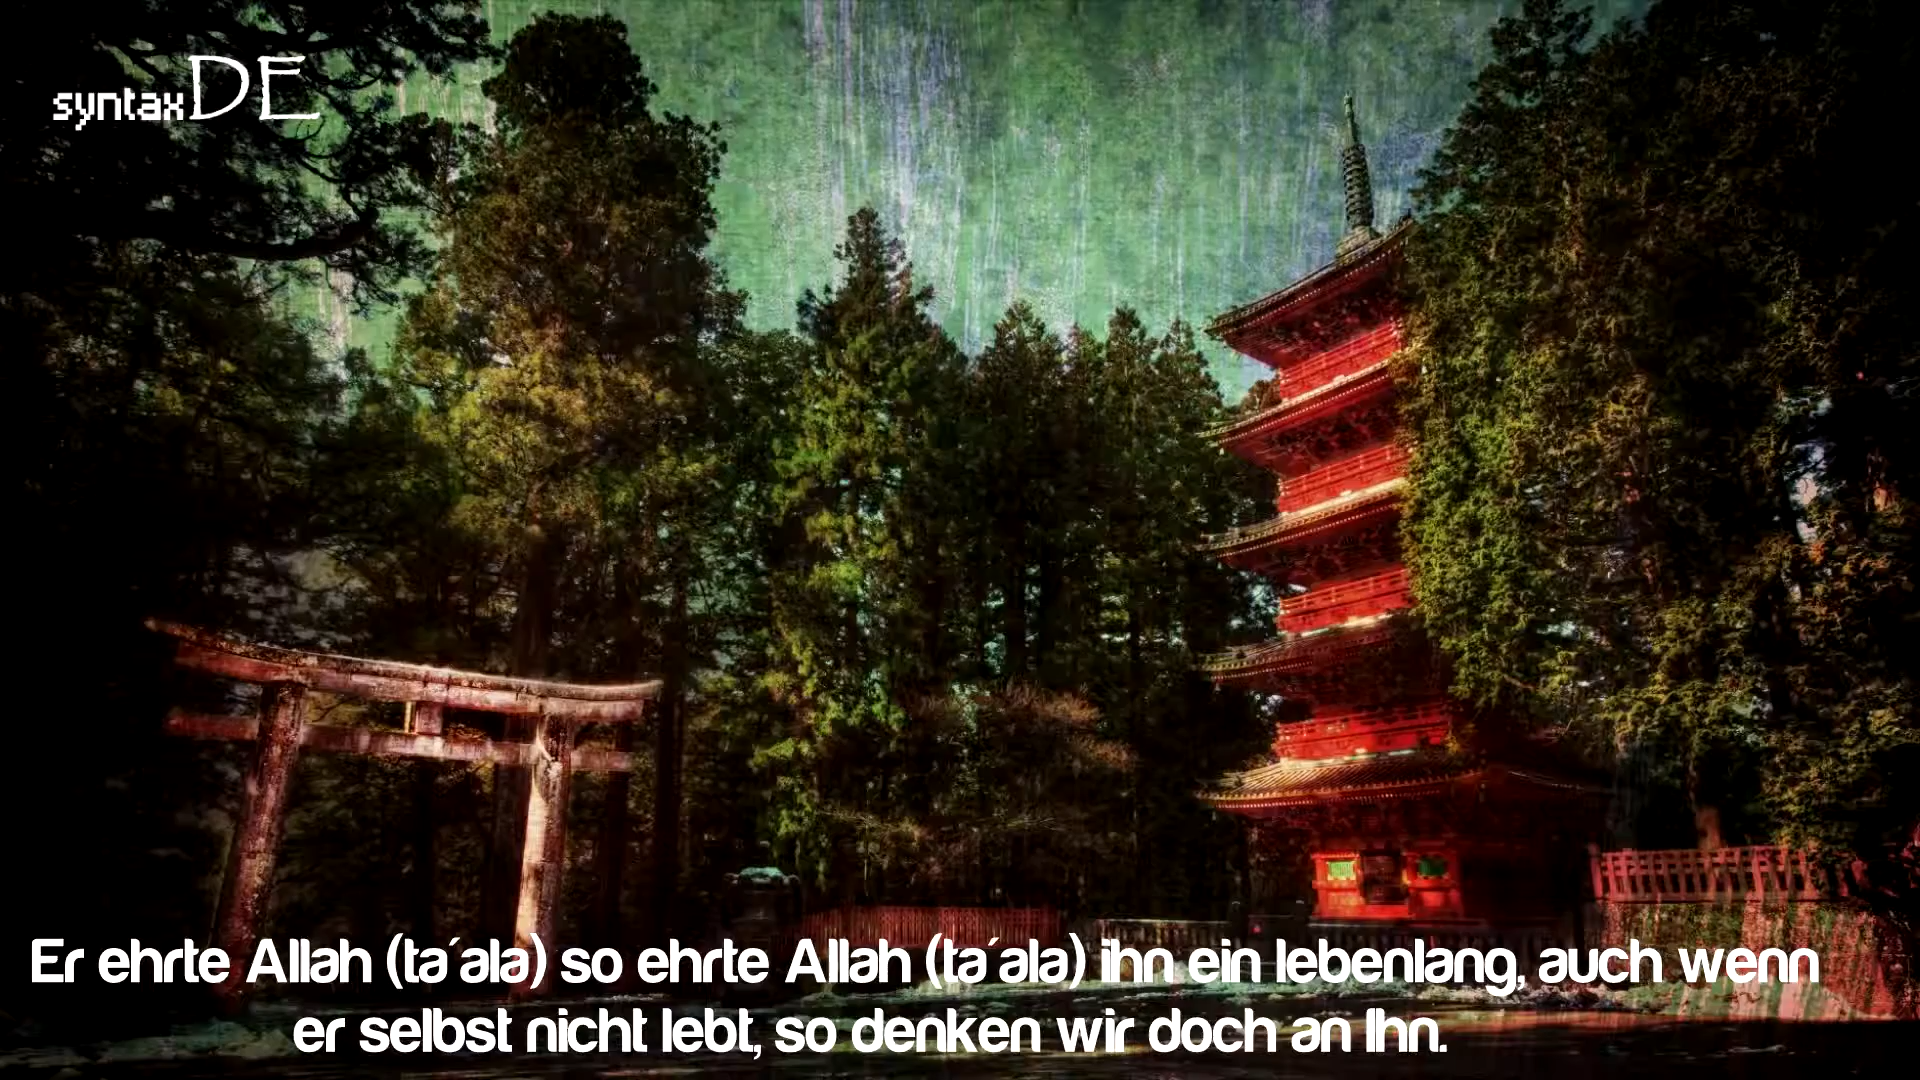 syntaxDE
Er ehrte Allah (ta´ala) so ehrte Allah (ta´ala) ihn ein lebenlang, auch wenn
er selbst nicht lebt, so denken wir doch an Ihn.